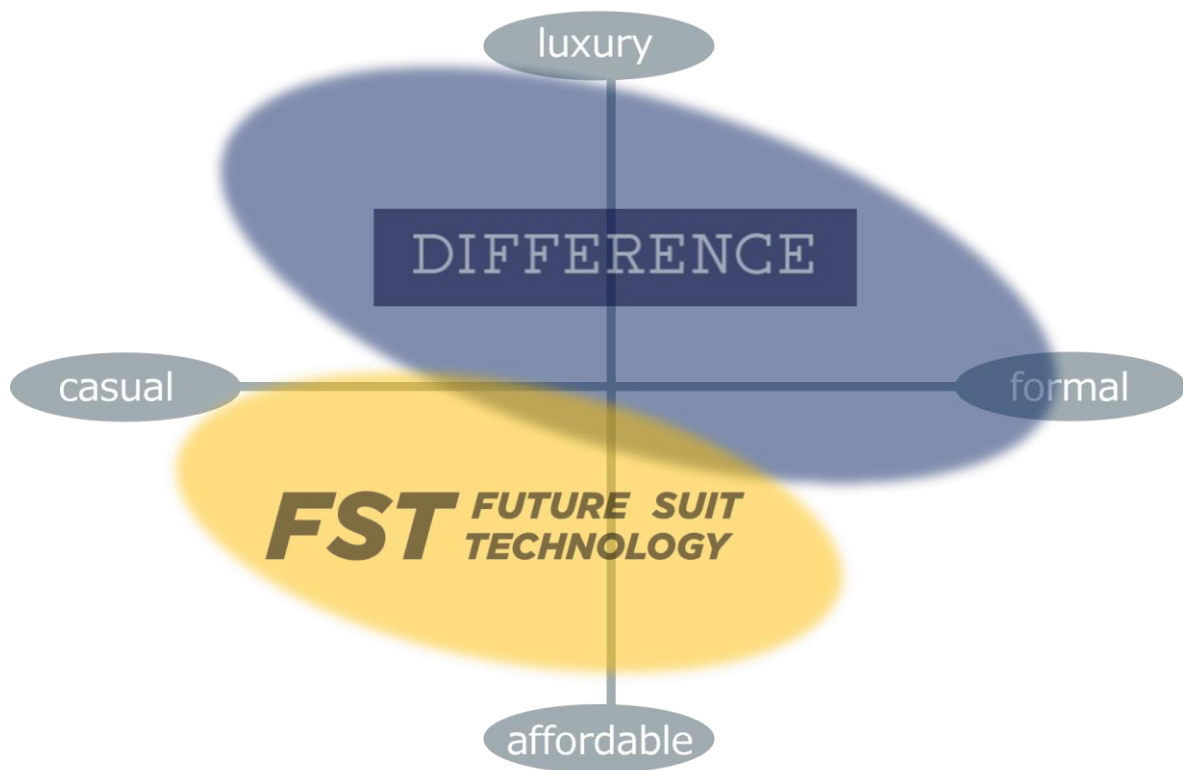 luxury
DIFFERENCE
casual
formal
FST FUTURE SUIT
TECHNOLOGY
affordable